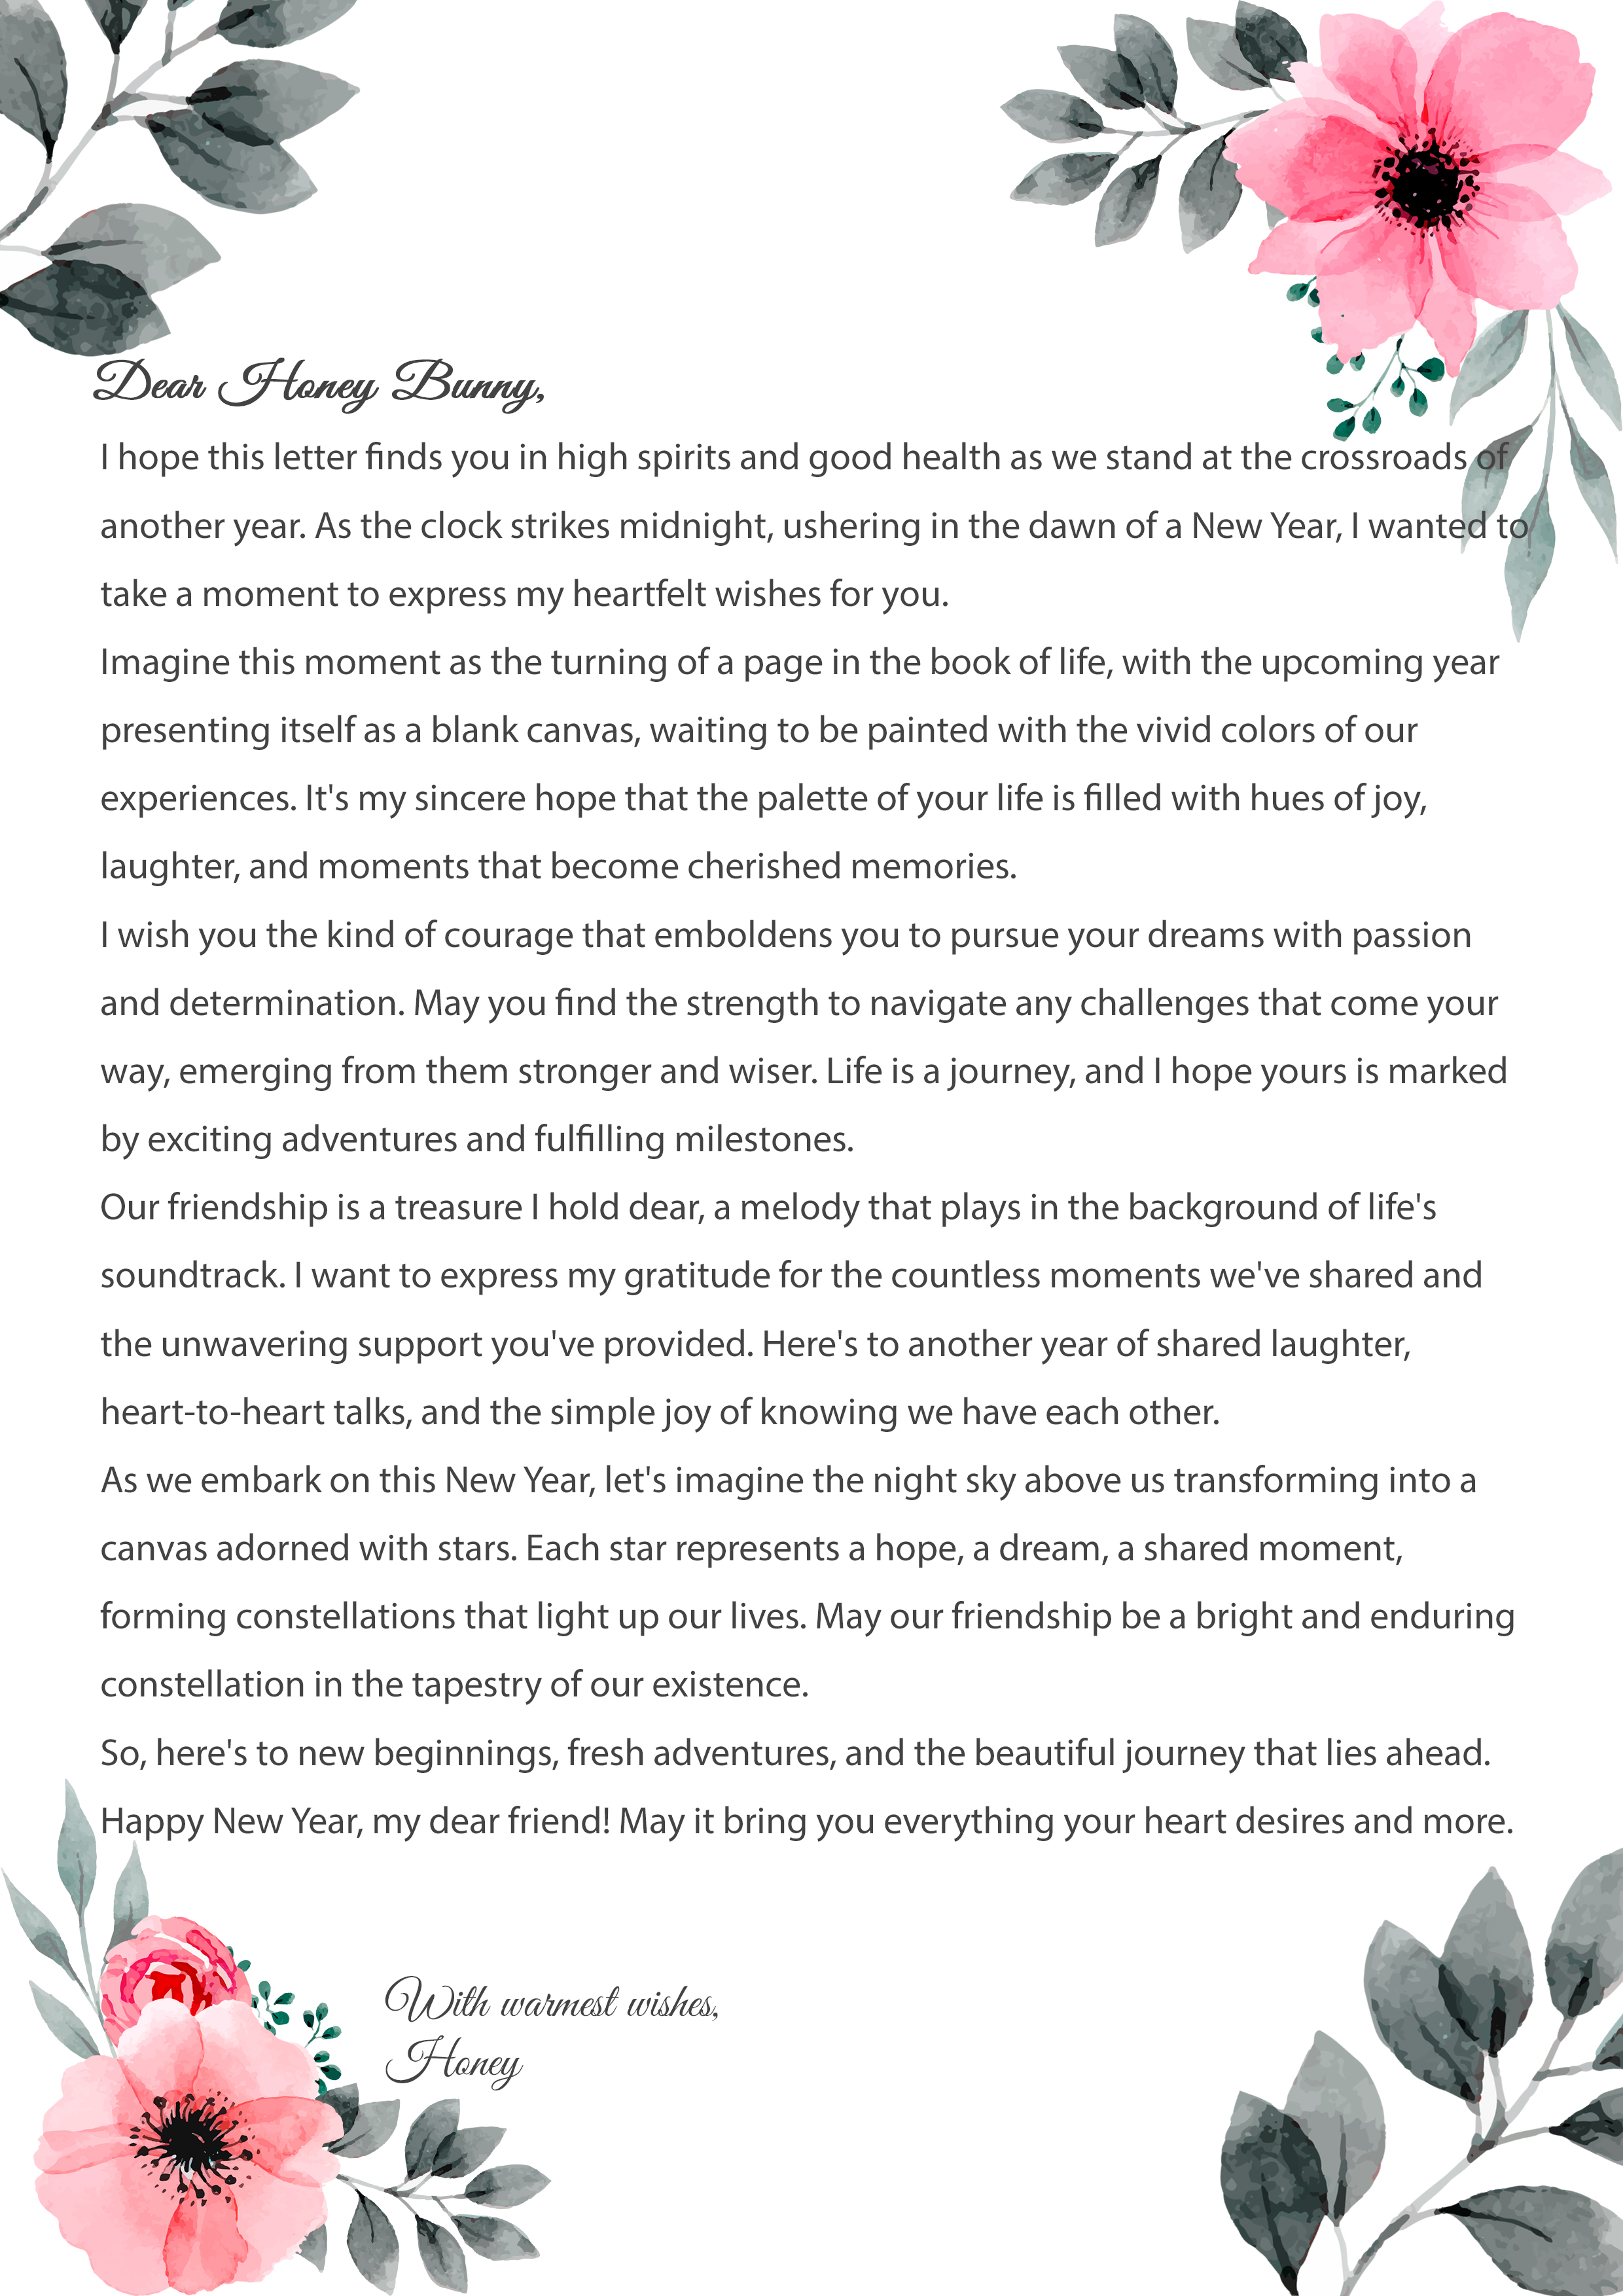 Dear Honey Bunny,
I hope this letter finds you in high spirits and good health as we stand at the crossroads of
another year. As the clock strikes midnight, ushering in the dawn of a New Year, I wanted to
take a moment to express my heartfelt wishes for you.
Imagine this moment as the turning of a page in the book of life, with the upcoming year
presenting itself as a blank canvas, waiting to be painted with the vivid colors of our
experiences. It's my sincere hope that the palette of your life is filled with hues of joy,
laughter, and moments that become cherished memories.
I wish you the kind of courage that emboldens you to pursue your dreams with passion
and determination. May you find the strength to navigate any challenges that come your
way, emerging from them stronger and wiser. Life is a journey, and I hope yours is marked
by exciting adventures and fulfilling milestones.
Our friendship is a treasure I hold dear, a melody that plays in the background of life's
soundtrack. I want to express my gratitude for the countless moments we've shared and
the unwavering support you've provided. Here's to another year of shared laughter,
heart-to-heart talks, and the simple joy of knowing we have each other.
As we embark on this New Year, let's imagine the night sky above us transforming into a
canvas adorned with stars. Each star represents a hope, a dream, a shared moment,
forming constellations that light up our lives. May our friendship be a bright and enduring
constellation in the tapestry of our existence.
So, here's to new beginnings, fresh adventures, and the beautiful journey that lies ahead.
Happy New Year, my dear friend! May it bring you everything your heart desires and more.
With warmest wishes,
Honey